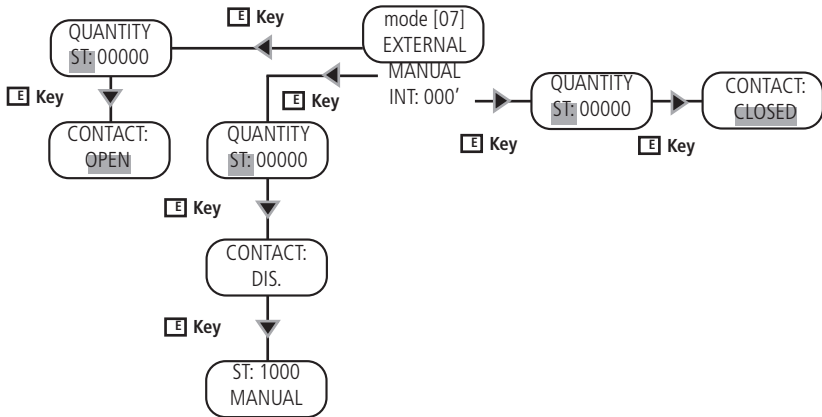 E Key
mode [07]
EXTERNAL
MANUAL
INT: 000’
QUANTITY
ST: 00000
E Key
CONTACT:
OPEN
E Key
QUANTITY
ST: 00000
E Key
CONTACT:
DIS.
E Key
ST: 1000
MANUAL
QUANTITY
ST: 00000
E Key
E Key
CONTACT:
CLOSED